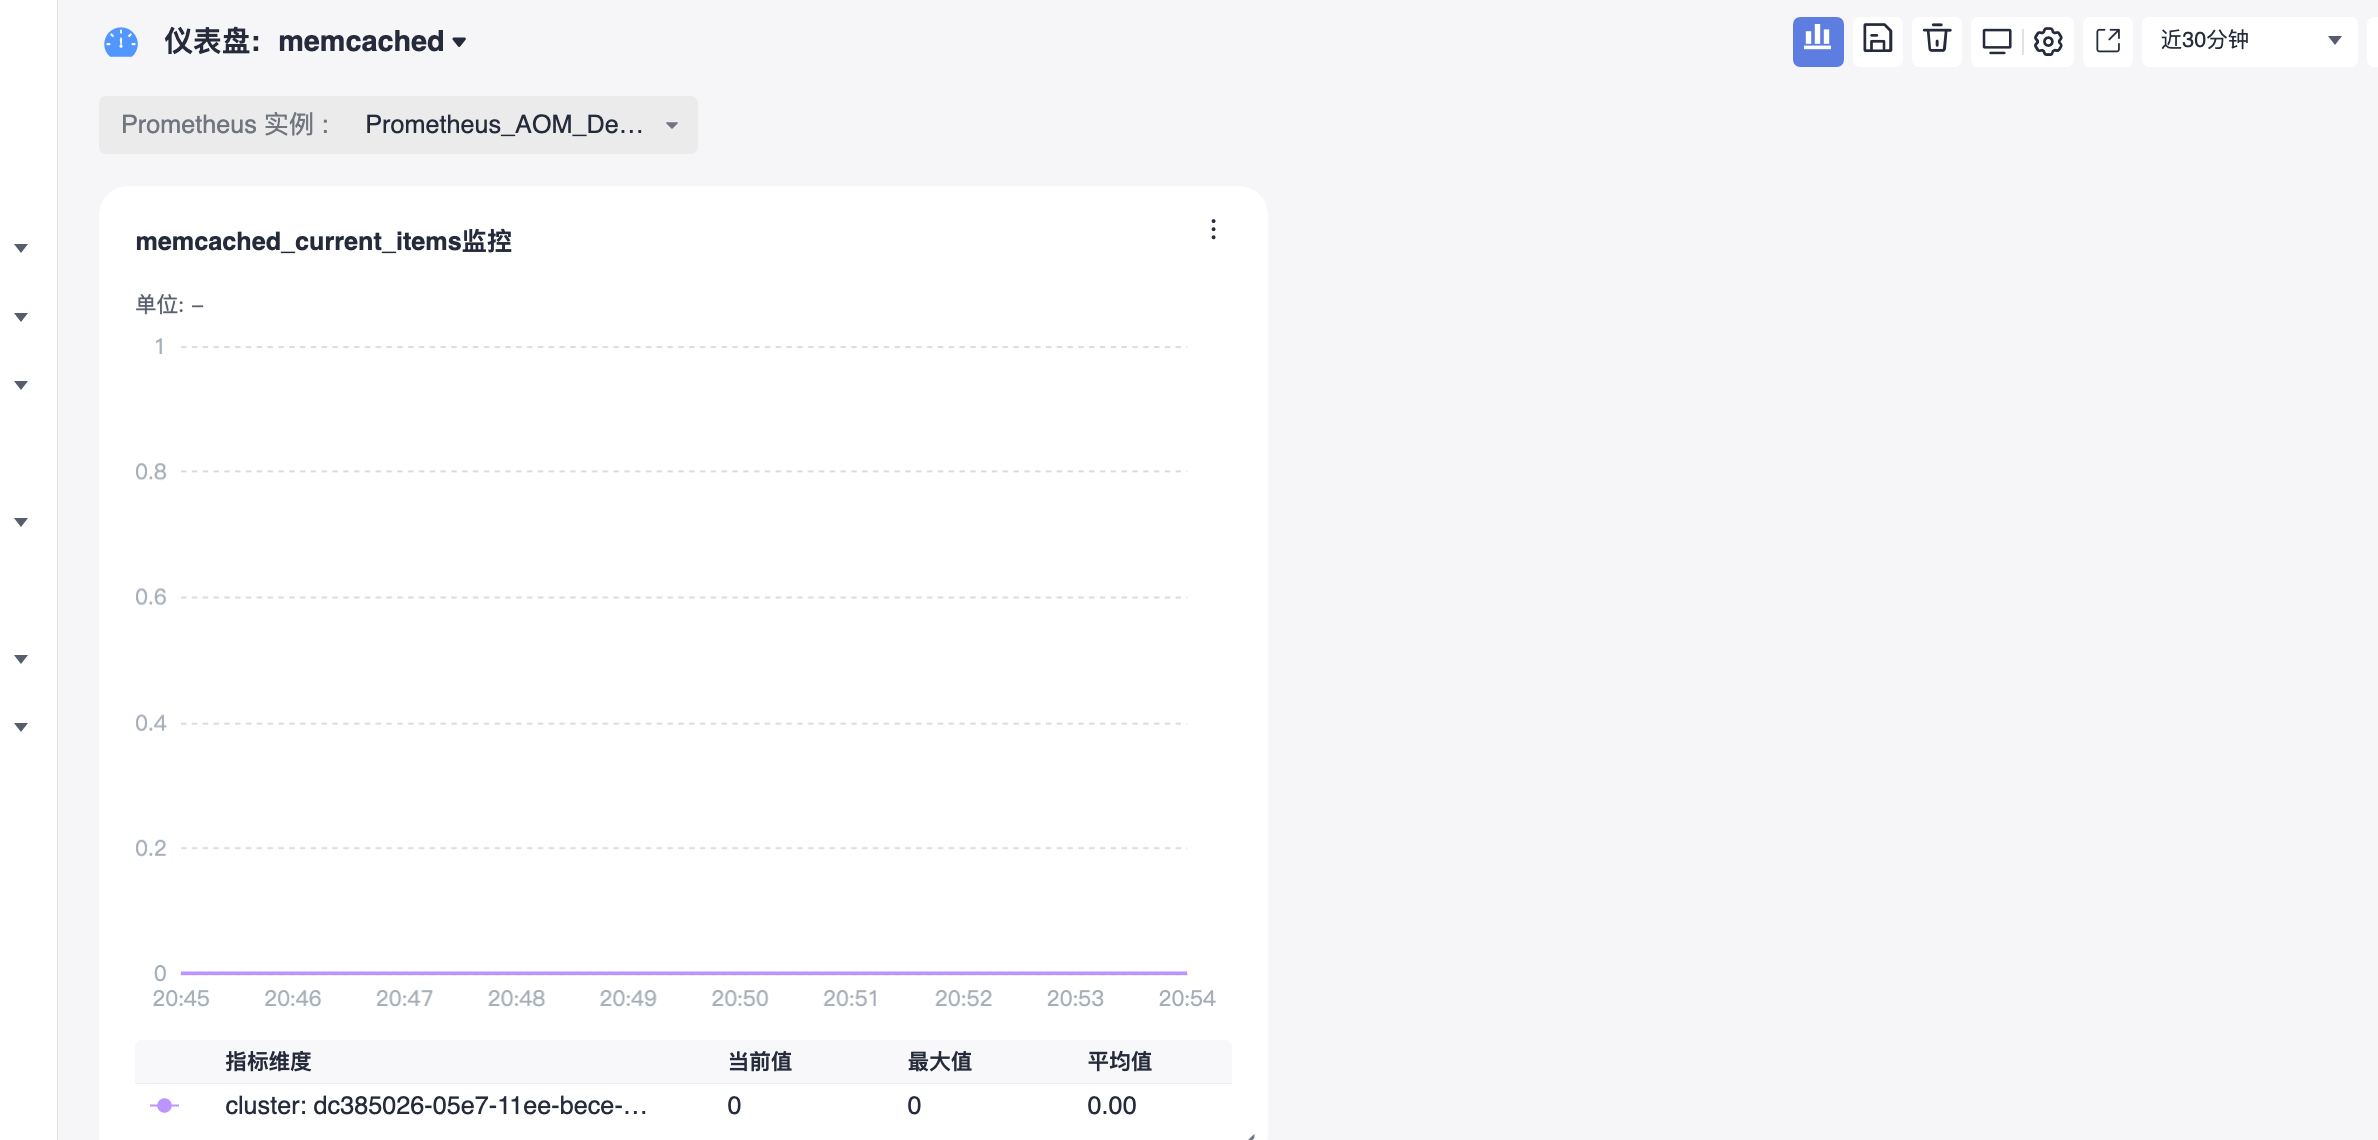 仪表盘: memcached
近30分钟
Prometheus 实例 : Prometheus_AOM_De...
memcached_current_items监控
单位: –
1
0.8
0.6
0.4
0.2
0
20:45 20:46 20:47 20:48 20:49 20:50 20:51 20:52 20:53 20:54
指标维度 当前值 最大值 平均值
cluster: dc385026-05e7-11ee-bece-... 0 0 0.00